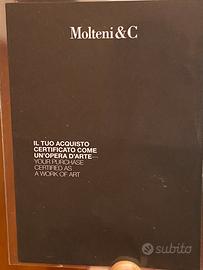 Molteni&C
IL TUO ACQUISTO
CERTIFICATO COME
UN'OPERA D'ARTE—
YOUR PURCHASE
CERTIFIED AS
A WORK OF ART
subito